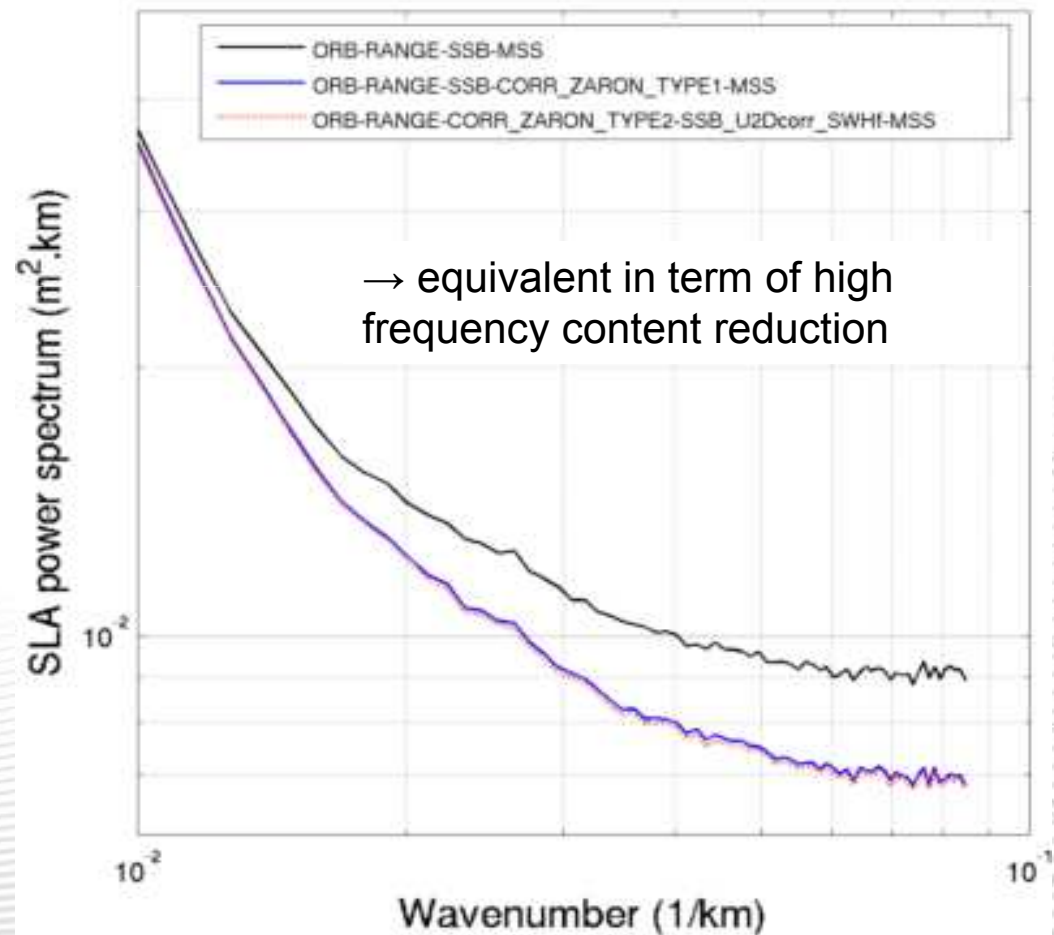 ORB-RANGE-SSB-MSS
ORB-RANGE-SSB-CORR_ZARON_TYPE1-MSS
ORB-RANGE-CORR_ZARON_TYPE2-SSB_U2Dcorr_SWHf-MSS
→ equivalent in term of high
frequency content reduction
SLA power spectrum (m².km)
10⁻²
10⁻²
10⁻¹
Wavenumber (1/km)